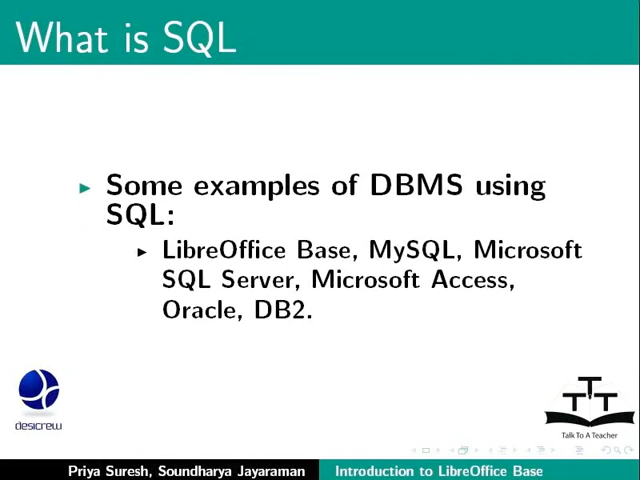 What is SQL
Some examples of DBMS using
SQL:
LibreOffice Base, MySQL, Microsoft
SQL Server, Microsoft Access,
Oracle, DB2.
desicrew
TTT
Talk To A Teacher
Priya Suresh, Soundharya Jayaraman
Introduction to LibreOffice Base